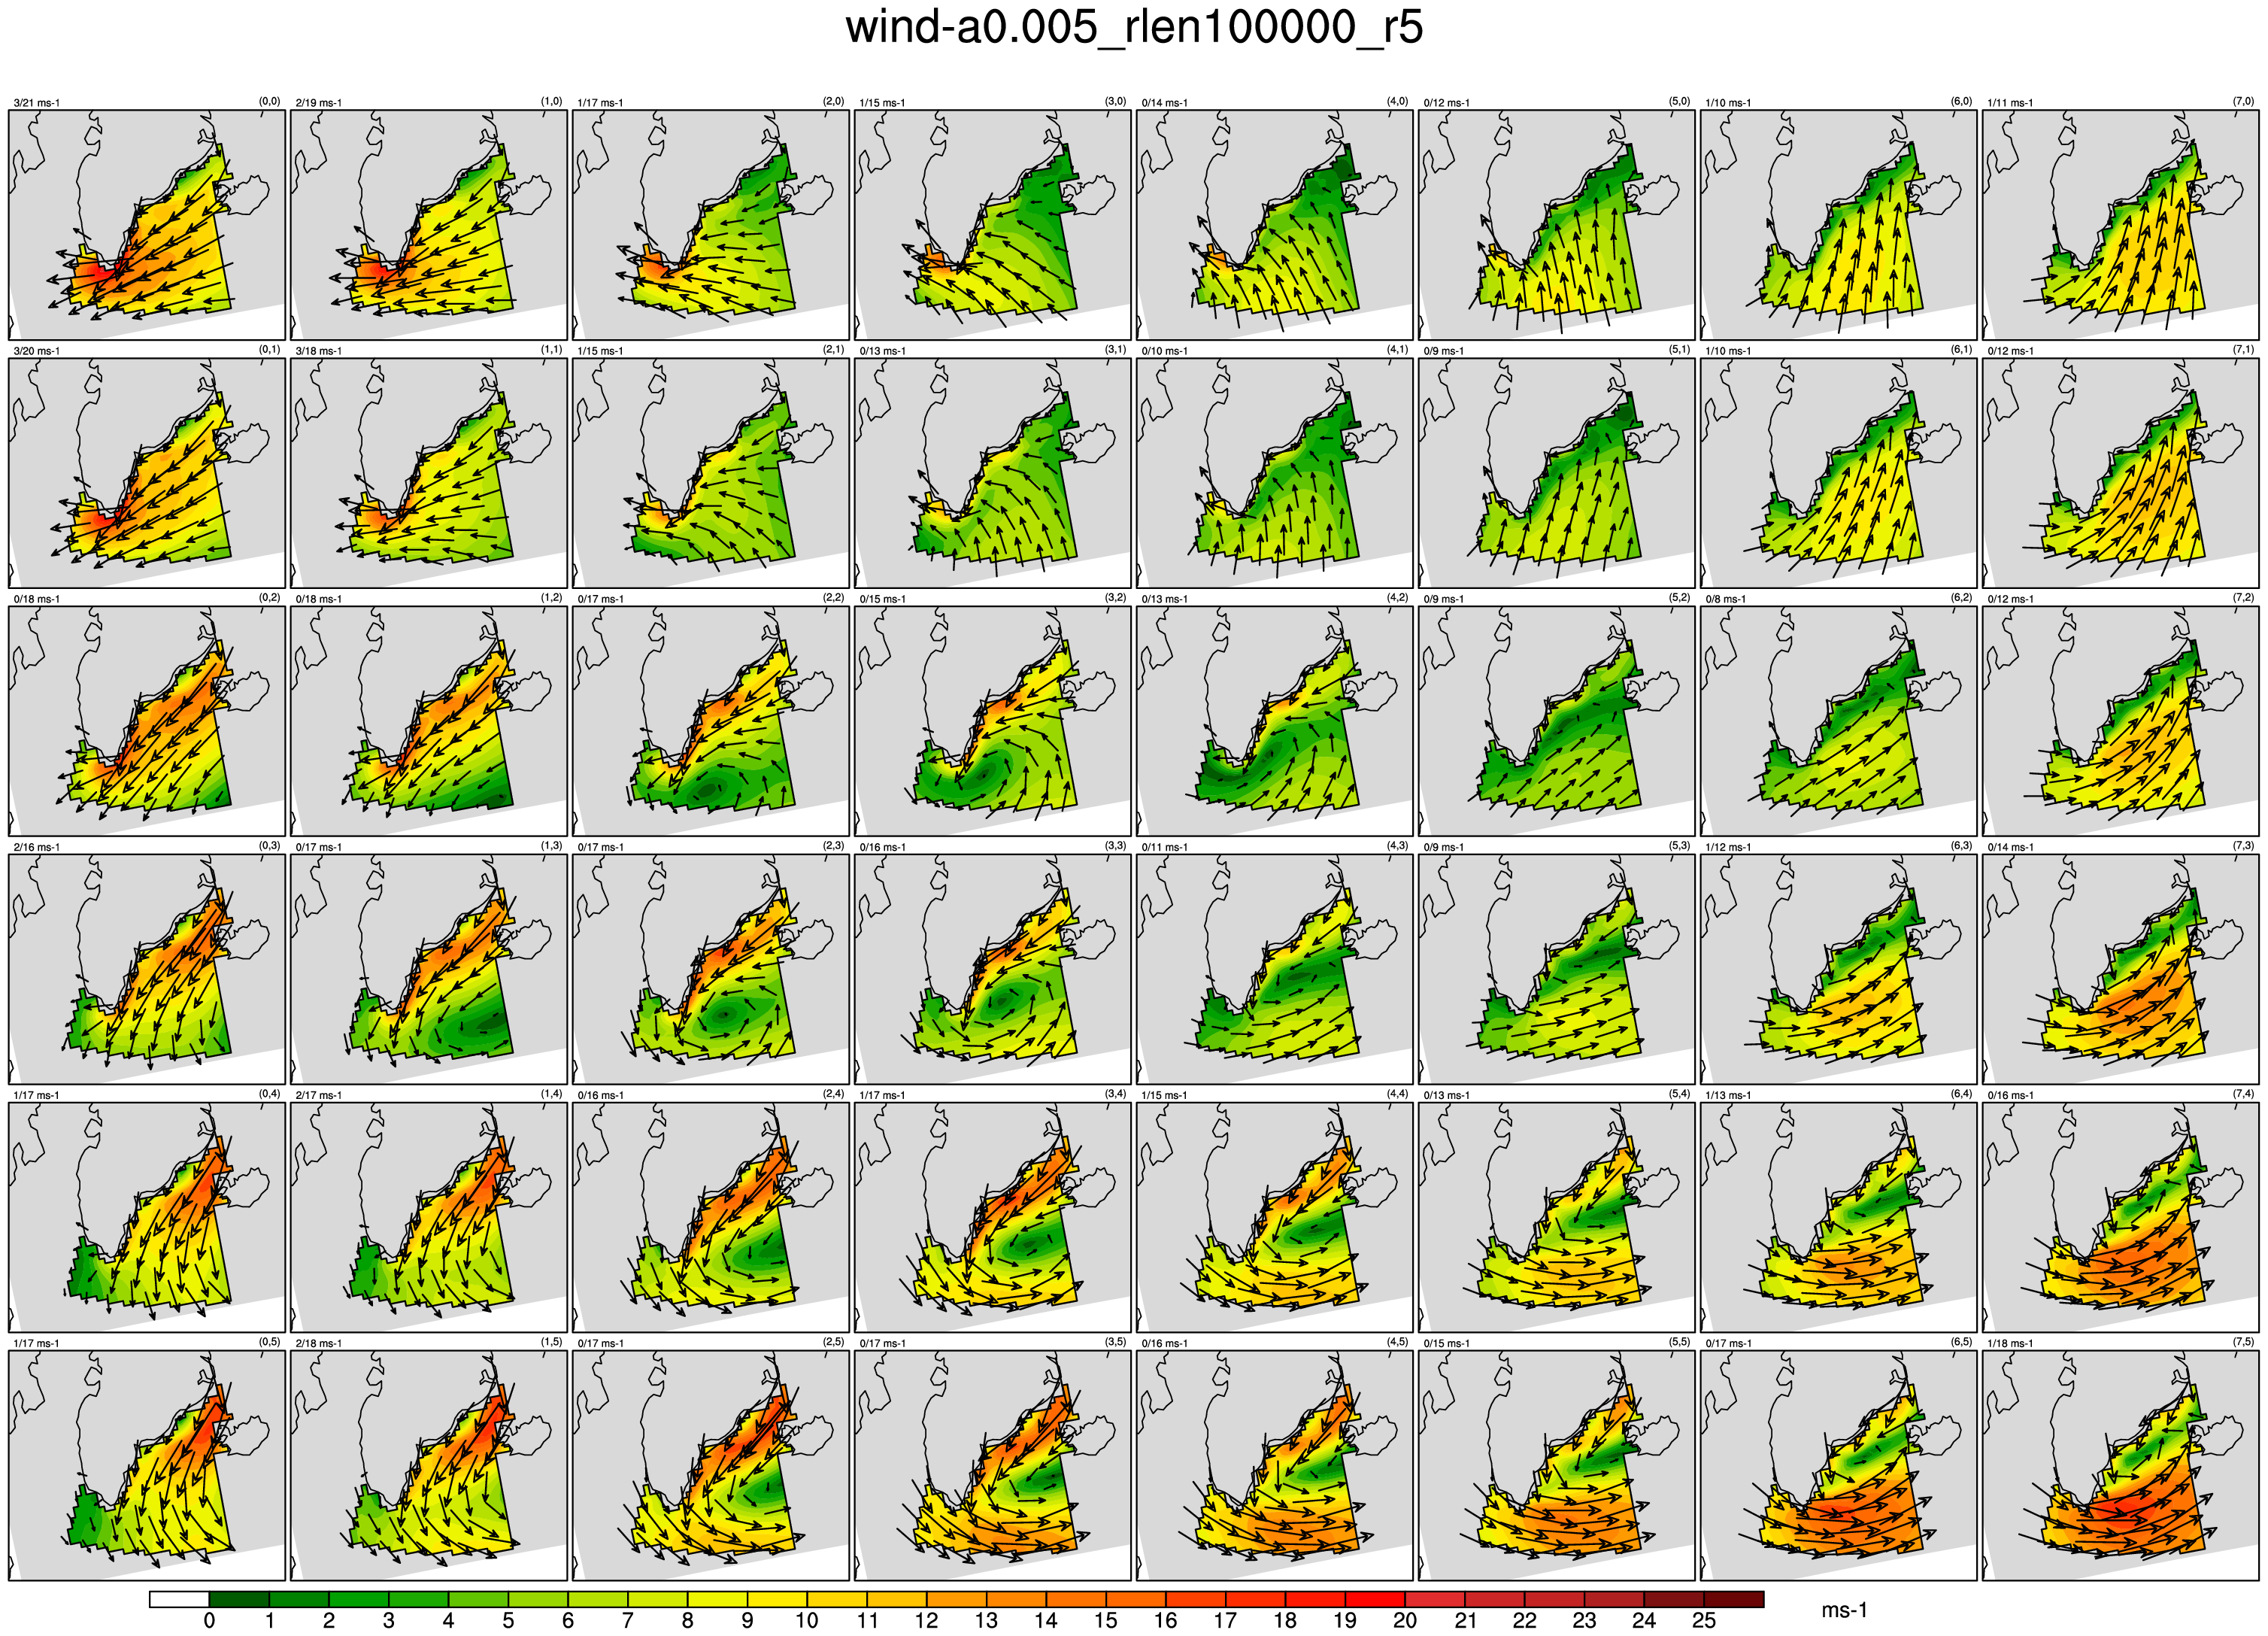 wind-a0.005_rlen100000_r5
3/21 ms-1 (0,0) 2/19 ms-1 (1,0) 1/17 ms-1 (2,0) 1/15 ms-1 (3,0) 0/14 ms-1 (4,0) 0/12 ms-1 (5,0) 1/10 ms-1 (6,0) 1/11 ms-1 (7,0)
3/20 ms-1 (0,1) 3/18 ms-1 (1,1) 1/15 ms-1 (2,1) 0/13 ms-1 (3,1) 0/10 ms-1 (4,1) 0/9 ms-1 (5,1) 1/10 ms-1 (6,1) 0/12 ms-1 (7,1)
0/18 ms-1 (0,2) 0/18 ms-1 (1,2) 0/17 ms-1 (2,2) 0/15 ms-1 (3,2) 0/13 ms-1 (4,2) 0/9 ms-1 (5,2) 0/8 ms-1 (6,2) 0/12 ms-1 (7,2)
2/16 ms-1 (0,3) 0/17 ms-1 (1,3) 0/17 ms-1 (2,3) 0/16 ms-1 (3,3) 0/11 ms-1 (4,3) 0/9 ms-1 (5,3) 1/12 ms-1 (6,3) 0/14 ms-1 (7,3)
1/17 ms-1 (0,4) 2/17 ms-1 (1,4) 0/16 ms-1 (2,4) 1/17 ms-1 (3,4) 1/15 ms-1 (4,4) 0/13 ms-1 (5,4) 1/13 ms-1 (6,4) 0/16 ms-1 (7,4)
1/17 ms-1 (0,5) 2/18 ms-1 (1,5) 0/17 ms-1 (2,5) 0/17 ms-1 (3,5) 0/16 ms-1 (4,5) 0/15 ms-1 (5,5) 0/17 ms-1 (6,5) 1/18 ms-1 (7,5)
0 1 2 3 4 5 6 7 8 9 10 11 12 13 14 15 16 17 18 19 20 21 22 23 24 25 ms-1